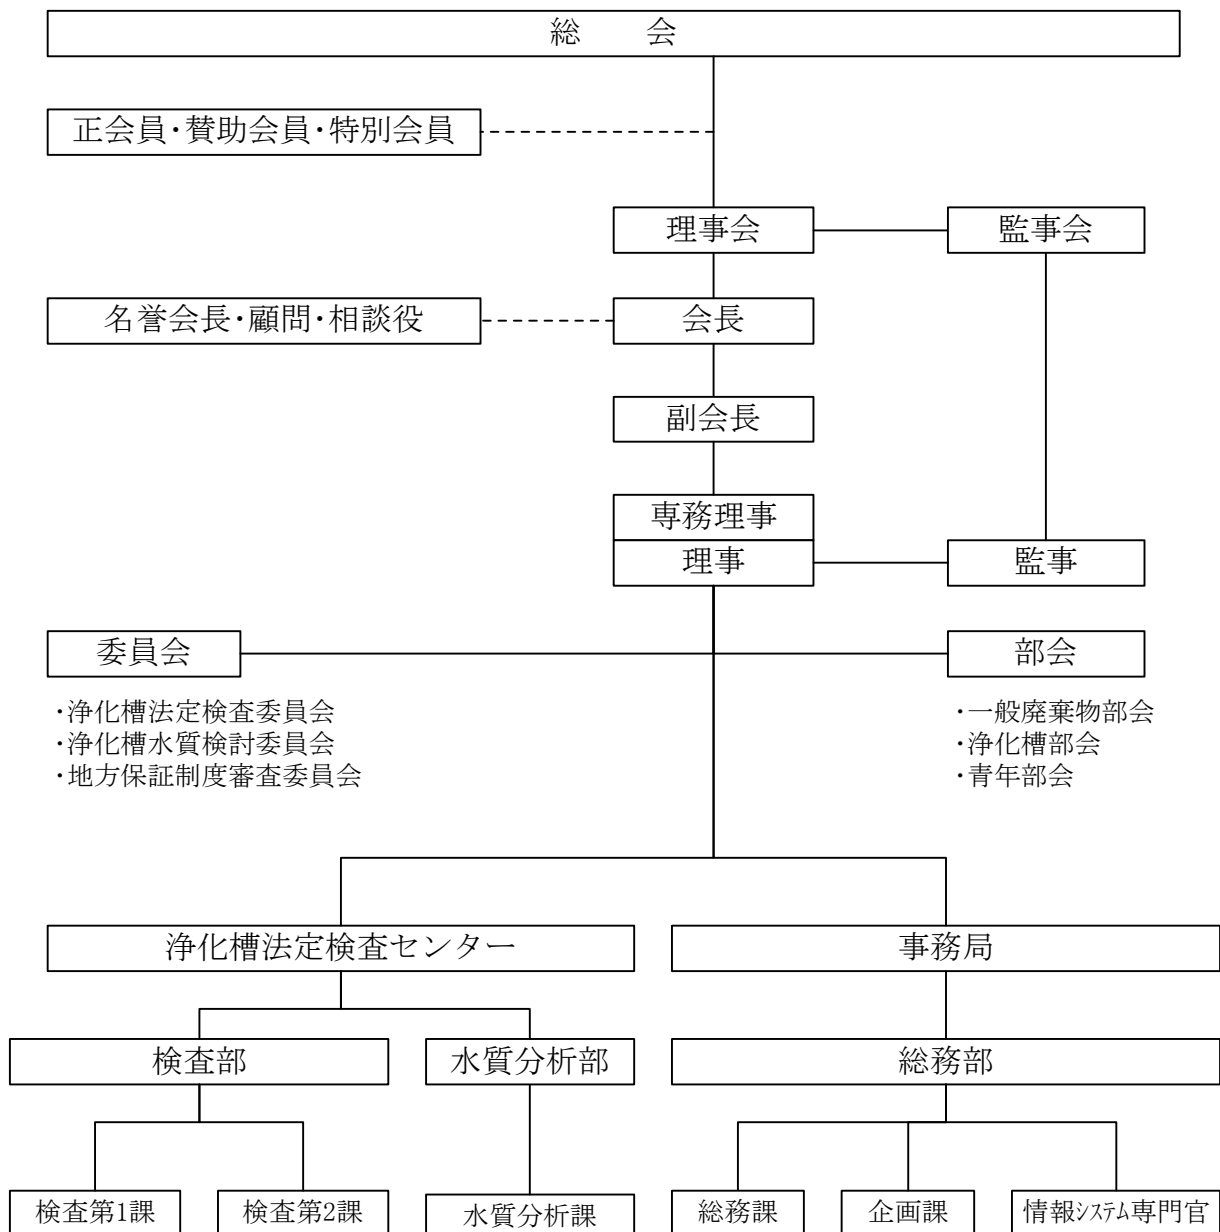 総　　会
正会員・賛助会員・特別会員
理事会
監事会
名誉会長・顧問・相談役
会長
副会長
専務理事
理事
監事
委員会
部会
・浄化槽法定検査委員会
・浄化槽水質検討委員会
・地方保証制度審査委員会
・一般廃棄物部会
・浄化槽部会
・青年部会
浄化槽法定検査センター
事務局
検査部
水質分析部
総務部
検査第1課
検査第2課
水質分析課
総務課
企画課
情報ｼｽﾃﾑ専門官